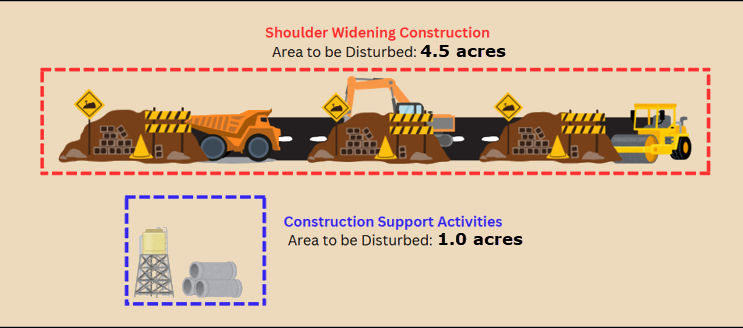 Shoulder Widening Construction
Area to be Disturbed: 4.5 acres
Construction Support Activities
Area to be Disturbed: 1.0 acres